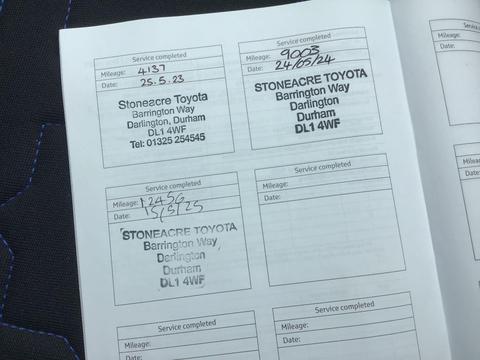 Service completed
Mileage: 4137
Date: 25.5.23
Stoneacre Toyota
Barrington Way
Darlington, Durham
DL1 4WF
Tel: 01325 254545
Service completed
Mileage: 9003
Date: 24/05/24
STONEACRE TOYOTA
Barrington Way
Darlington
Durham
DL1 4WF
Service completed
Mileage: 12456
Date: 15/5/25
STONEACRE TOYOTA
Barrington Way
Darlington
Durham
DL1 4WF
Service completed
Mileage:
Date:
Service completed
Mileage:
Date:
Service completed
Mileage:
Date: